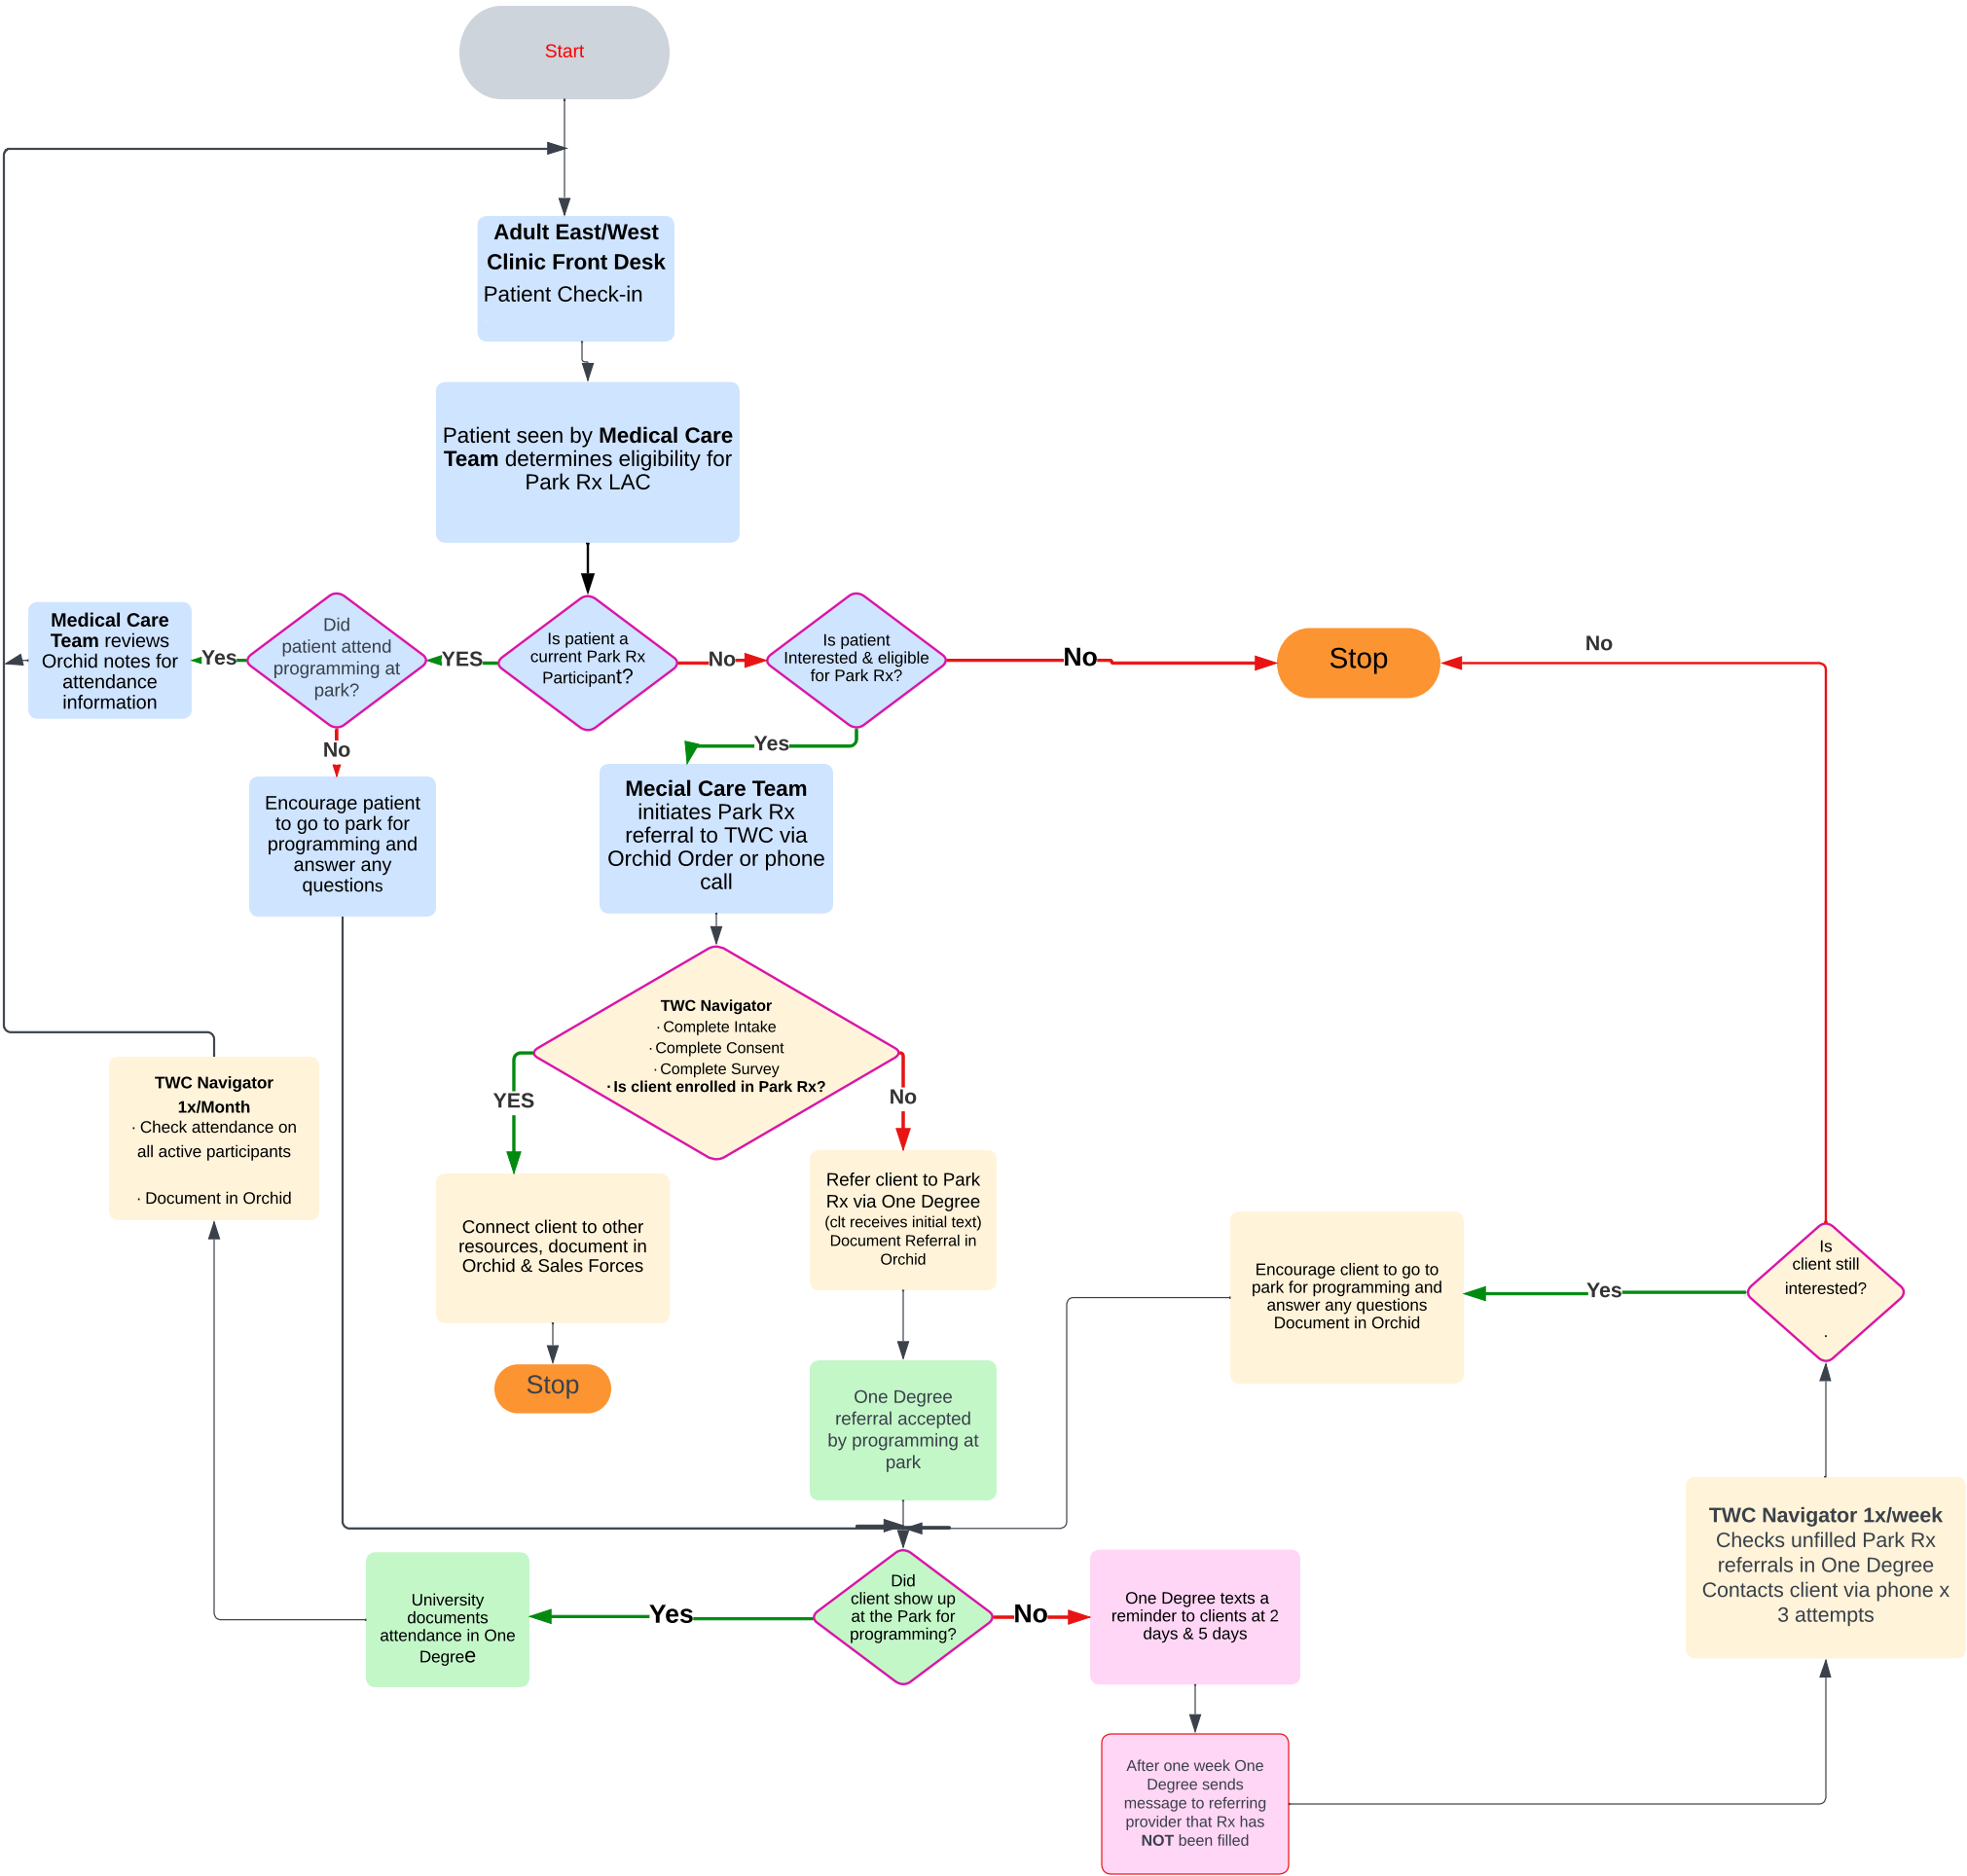 Start
Adult East/West
Clinic Front Desk
Patient Check-in
Patient seen by Medical Care
Team determines eligibility for
Park Rx LAC
Medical Care
Team reviews
Orchid notes for
attendance
information
Yes
Did
patient attend
programming at
park?
YES
Is patient a
current Park Rx
Participant?
No
Is patient
Interested & eligible
for Park Rx?
No
Stop
No
No
Yes
Encourage patient
to go to park for
programming and
answer any
questions
Mecial Care Team
initiates Park Rx
referral to TWC via
Orchid Order or phone
call
TWC Navigator
· Complete Intake
· Complete Consent
· Complete Survey
· Is client enrolled in Park Rx?
YES
No
TWC Navigator
1x/Month
· Check attendance on
all active participants
· Document in Orchid
Connect client to other
resources, document in
Orchid & Sales Forces
Stop
Refer client to Park
Rx via One Degree
(clt receives initial text)
Document Referral in
Orchid
One Degree
referral accepted
by programming at
park
Encourage client to go to
park for programming and
answer any questions
Document in Orchid
Yes
Is
client still
interested?
.
TWC Navigator 1x/week
Checks unfilled Park Rx
referrals in One Degree
Contacts client via phone x
3 attempts
University
documents
attendance in One
Degree
Yes
Did
client show up
at the Park for
programming?
No
One Degree texts a
reminder to clients at 2
days & 5 days
After one week One
Degree sends
message to referring
provider that Rx has
NOT been filled